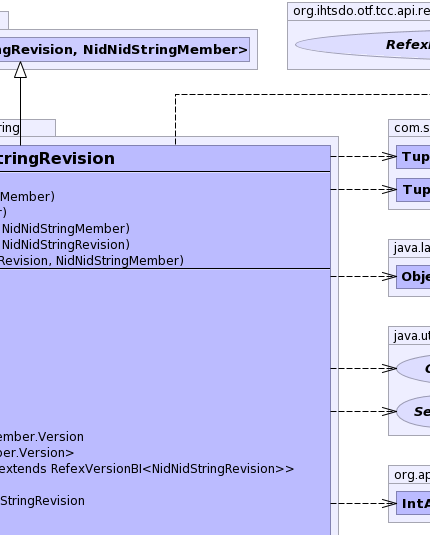 org.ihtsdo.otf.tcc.api.re
gRevision, NidNidStringMember>
Refex
ring
com.s
tringRevision
Tup
Tup
Member)
r)
NidNidStringMember)
NidNidStringRevision)
Revision, NidNidStringMember)
java.la
Obje
java.ut
C
Se
ember.Version
ber.Version>
extends RefexVersionBI<NidNidStringRevision>>
StringRevision
org.ap
IntA